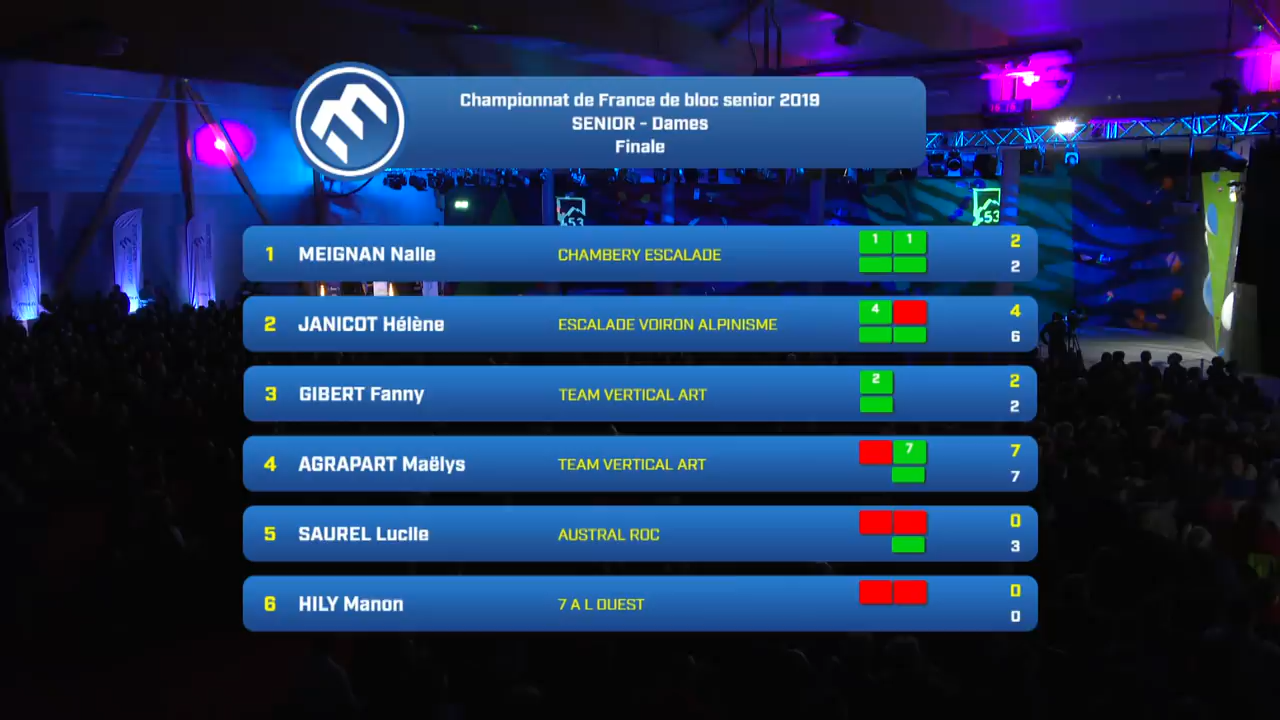 Championnat de France de bloc senior 2019
SENIOR - Dames
Finale
53
53
1 MEIGNAN Naile CHAMBERY ESCALADE 1 1 2
2
2 JANICOT Hélène ESCALADE VOIRON ALPINISME 4 4
6
3 GIBERT Fanny TEAM VERTICAL ART 2 2
2
4 AGRAPART Maëlys TEAM VERTICAL ART 7 7
7
5 SAUREL Lucile AUSTRAL ROC 0
3
6 HILY Manon 7 A L OUEST 0
0